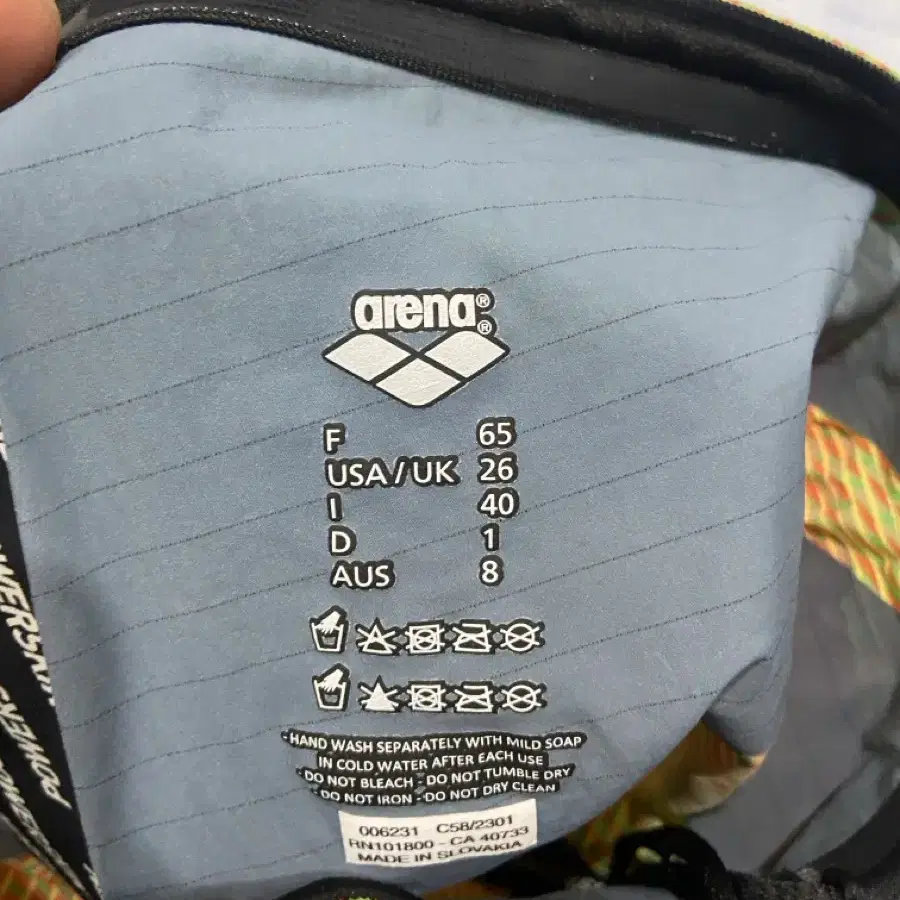 arena®
®
F 65
USA/UK 26
I 40
D 1
AUS 8
-HAND WASH SEPARATELY WITH MILD SOAP
IN COLD WATER AFTER EACH USE
-DO NOT BLEACH -DO NOT TUMBLE DRY
-DO NOT IRON -DO NOT DRY CLEAN
006231 C58/2301
RN101800 - CA 40733
MADE IN SLOVAKIA